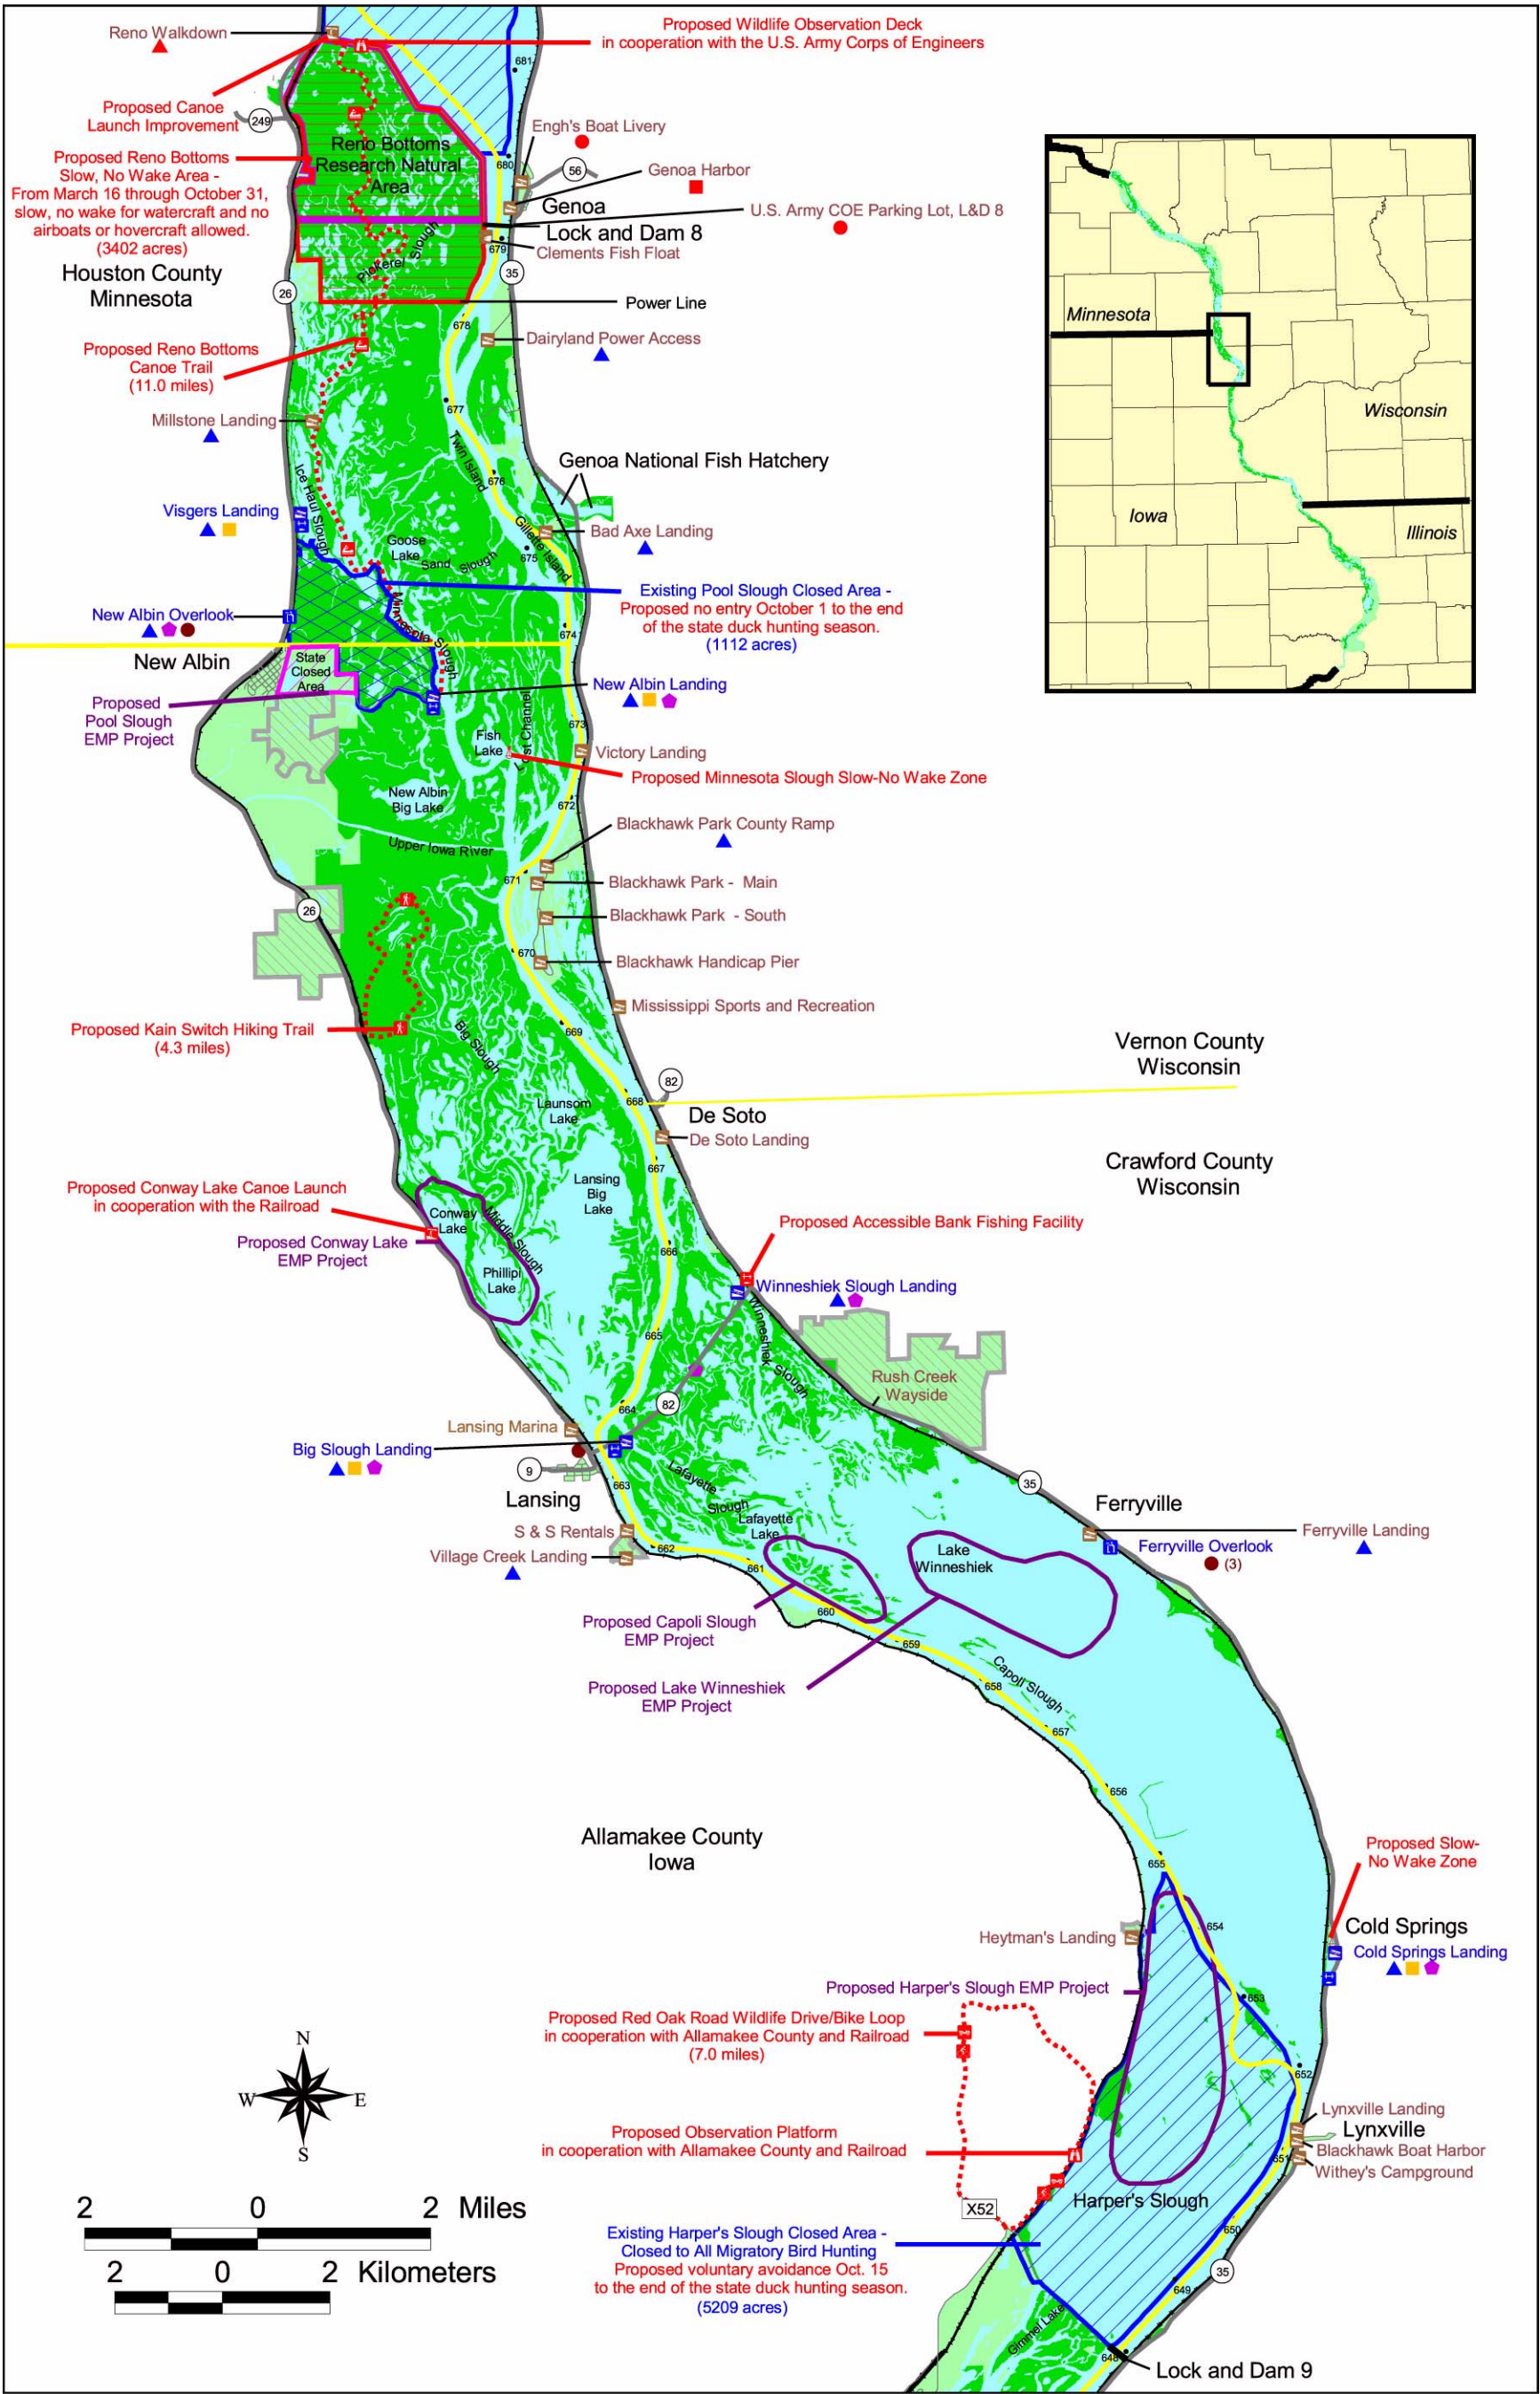 Reno Walkdown
Proposed Wildlife Observation Deck
in cooperation with the U.S. Army Corps of Engineers
681
Proposed Canoe
Launch Improvement
249
Engh's Boat Livery
Reno Bottoms
Research Natural
Area
Proposed Reno Bottoms
Slow, No Wake Area -
From March 16 through October 31,
slow, no wake for watercraft and no
airboats or hovercraft allowed.
(3402 acres)
680
56
Genoa Harbor
Genoa
U.S. Army COE Parking Lot, L&D 8
Lock and Dam 8
679
Clements Fish Float
Pickerel Slough
Houston County
Minnesota
26
35
Power Line
678
Dairyland Power Access
Proposed Reno Bottoms
Canoe Trail
(11.0 miles)
677
Millstone Landing
Twin Island
676
Genoa National Fish Hatchery
Ice Haul Slough
Visgers Landing
Gillette Island
Bad Axe Landing
Goose
Lake
Sand Slough
675
Existing Pool Slough Closed Area -
Proposed no entry October 1 to the end
of the state duck hunting season.
(1112 acres)
Minnesota Slough
New Albin Overlook
674
New Albin
State
Closed
Area
New Albin Landing
Proposed
Pool Slough
EMP Project
Lost Channel
673
Fish
Lake
Victory Landing
Proposed Minnesota Slough Slow-No Wake Zone
New Albin
Big Lake
672
Blackhawk Park County Ramp
Upper Iowa River
671
Blackhawk Park - Main
26
Blackhawk Park - South
670
Blackhawk Handicap Pier
Mississippi Sports and Recreation
Proposed Kain Switch Hiking Trail
(4.3 miles)
669
Big Slough
Vernon County
Wisconsin
82
668
Launsom
Lake
De Soto
De Soto Landing
667
Crawford County
Wisconsin
Lansing
Big
Lake
Proposed Conway Lake Canoe Launch
in cooperation with the Railroad
Conway
Lake
Middle Slough
Proposed Accessible Bank Fishing Facility
Proposed Conway Lake
EMP Project
666
Phillipi
Lake
Winneshiek Slough Landing
Winneshiek Slough
665
Rush Creek
Wayside
664
82
Lansing Marina
Big Slough Landing
9
663
Lafayette
Slough
35
Lansing
Ferryville
Lafayette
Lake
S & S Rentals
Ferryville Landing
662
Lake
Winneshiek
Ferryville Overlook
(3)
Village Creek Landing
661
660
Proposed Capoli Slough
EMP Project
659
Capoli Slough
658
Proposed Lake Winneshiek
EMP Project
657
656
Allamakee County
Iowa
655
Proposed Slow-
No Wake Zone
654
Cold Springs
Heytman's Landing
Cold Springs Landing
Proposed Harper's Slough EMP Project
653
Proposed Red Oak Road Wildlife Drive/Bike Loop
in cooperation with Allamakee County and Railroad
(7.0 miles)
652
Lynxville Landing
Lynxville
Blackhawk Boat Harbor
651
Withey's Campground
Proposed Observation Platform
in cooperation with Allamakee County and Railroad
X52
Harper's Slough
650
Existing Harper's Slough Closed Area -
Closed to All Migratory Bird Hunting
Proposed voluntary avoidance Oct. 15
to the end of the state duck hunting season.
(5209 acres)
35
649
Gimmel Lake
648
Lock and Dam 9
N
W
E
S
2 0 2 Miles
2 0 2 Kilometers
Minnesota
Wisconsin
Iowa
Illinois